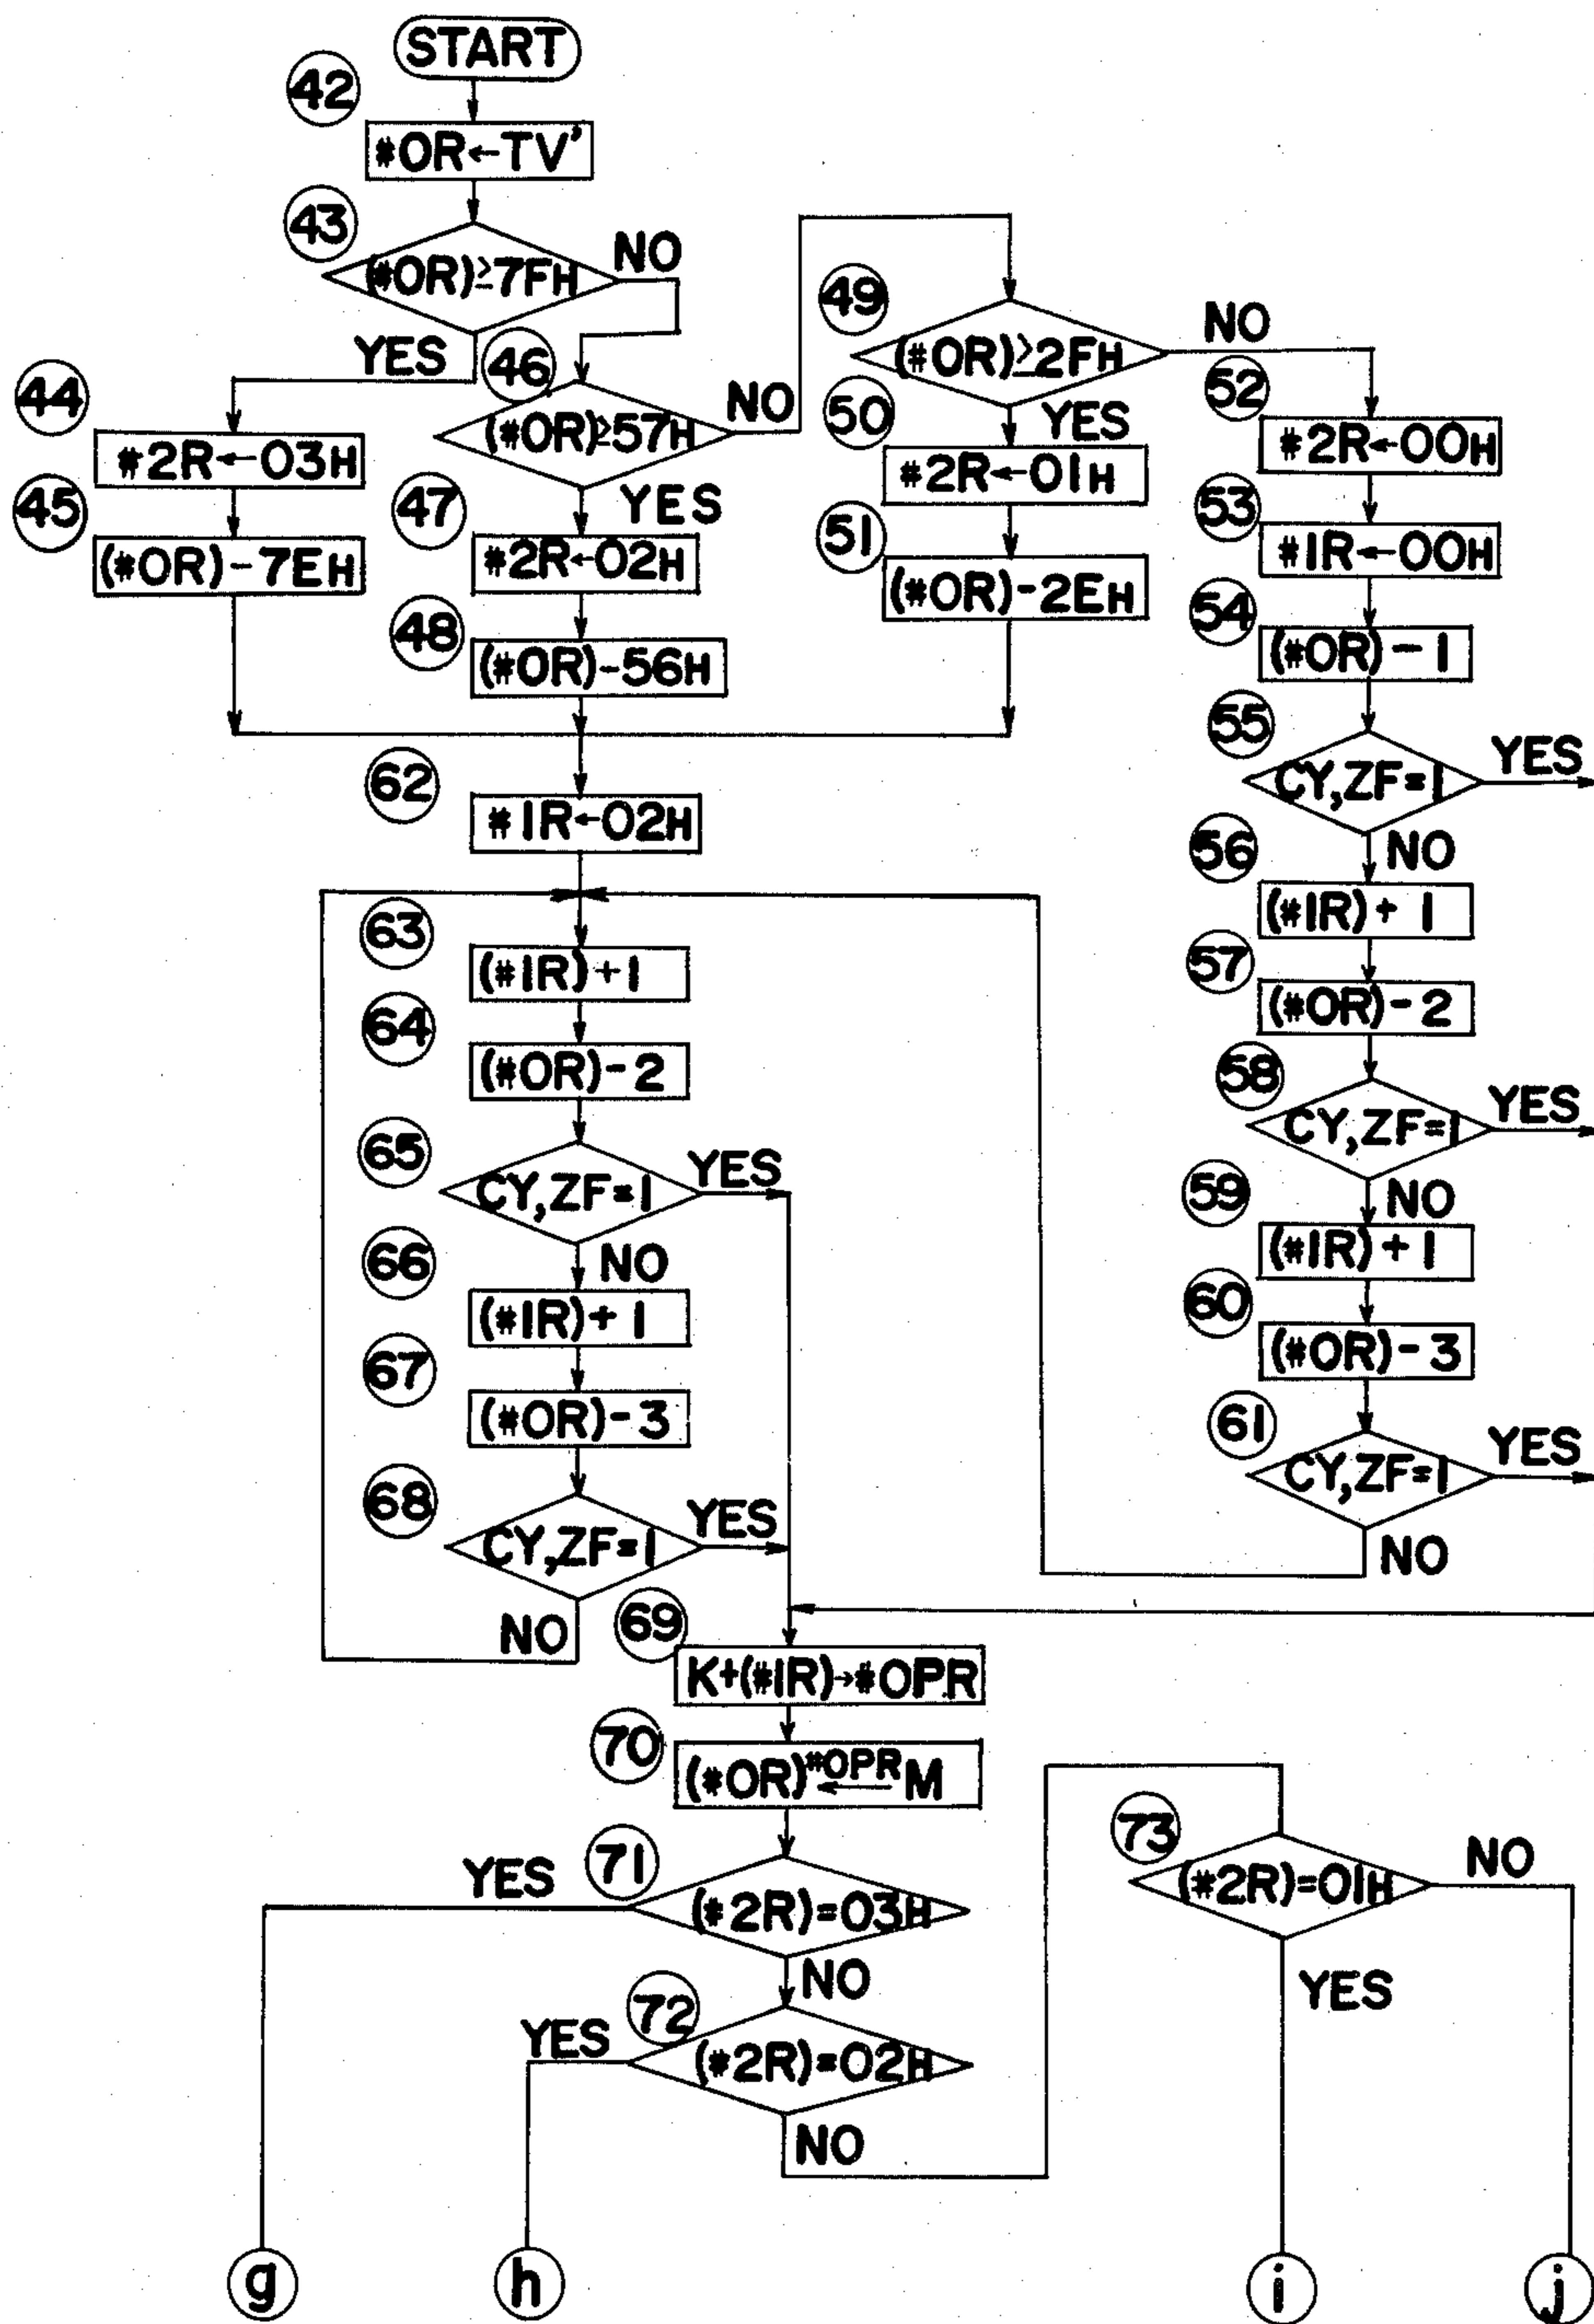 START
42
#0R←TV'
43
(#0R)≥7FH
NO
YES
44
#2R←03H
45
(#0R)-7EH
46
(#0R)≥57H
NO
YES
47
#2R←02H
48
(#0R)-56H
49
(#0R)≥2FH
NO
YES
50
#2R←01H
51
(#0R)-2EH
52
#2R←00H
53
#1R←00H
54
(#0R)-1
55
CY,ZF=1
YES
NO
56
(#1R)+1
57
(#0R)-2
58
CY,ZF=1
YES
NO
59
(#1R)+1
60
(#0R)-3
61
CY,ZF=1
YES
NO
62
#1R←02H
63
(#1R)+1
64
(#0R)-2
65
CY,ZF=1
YES
NO
66
(#1R)+1
67
(#0R)-3
68
CY,ZF=1
YES
NO
69
K+(#1R)→#0PR
70
(#0R)←#0PR M
71
(#2R)=03H
YES
NO
72
(#2R)=02H
YES
NO
73
(#2R)=01H
NO
YES
g
h
i
j